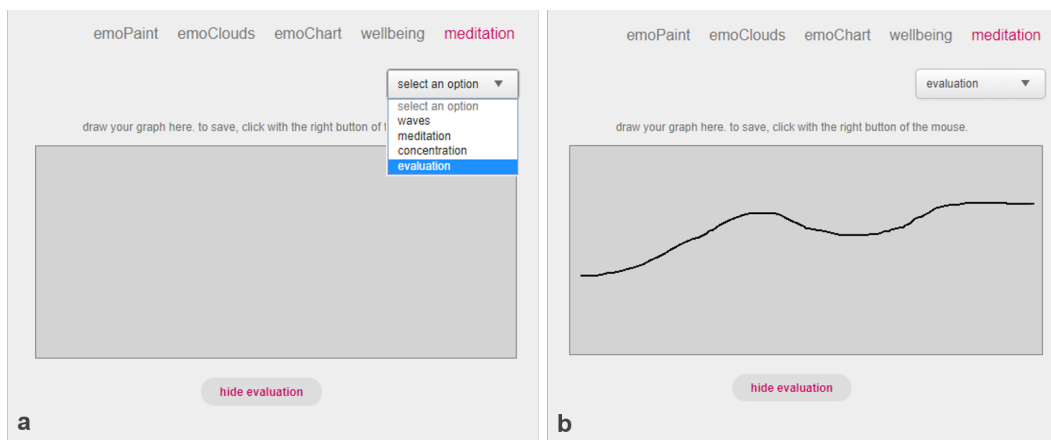 emoPaint emoClouds emoChart wellbeing meditation
select an option
select an option
waves
meditation
concentration
evaluation
draw your graph here. to save, click with the right button of
hide evaluation
a
emoPaint emoClouds emoChart wellbeing meditation
evaluation
draw your graph here. to save, click with the right button of the mouse.
hide evaluation
b